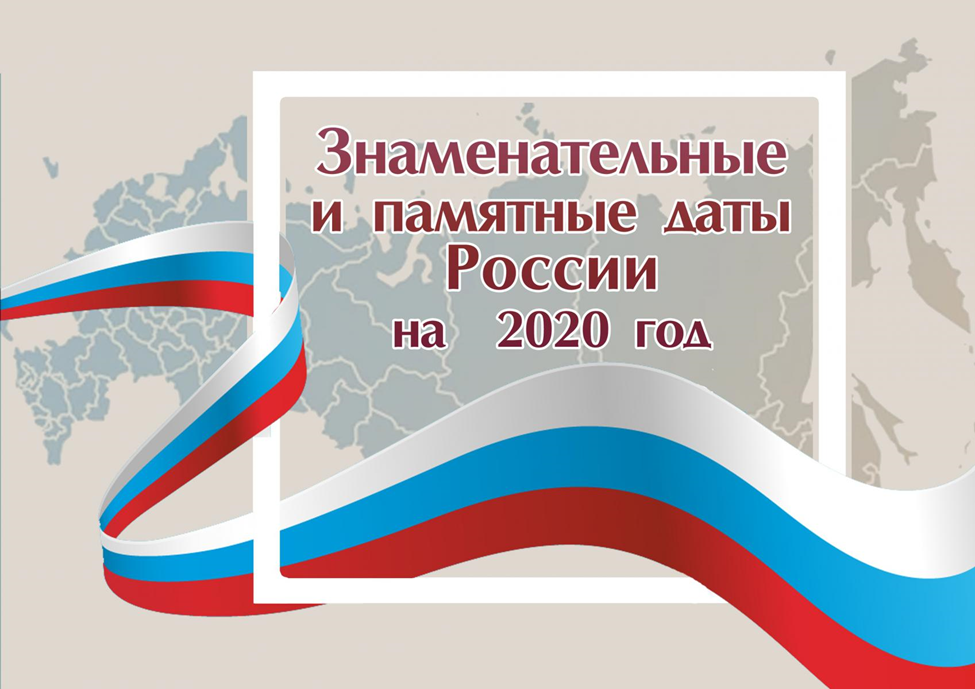 Знаменательные
и памятные даты
России
на 2020 год